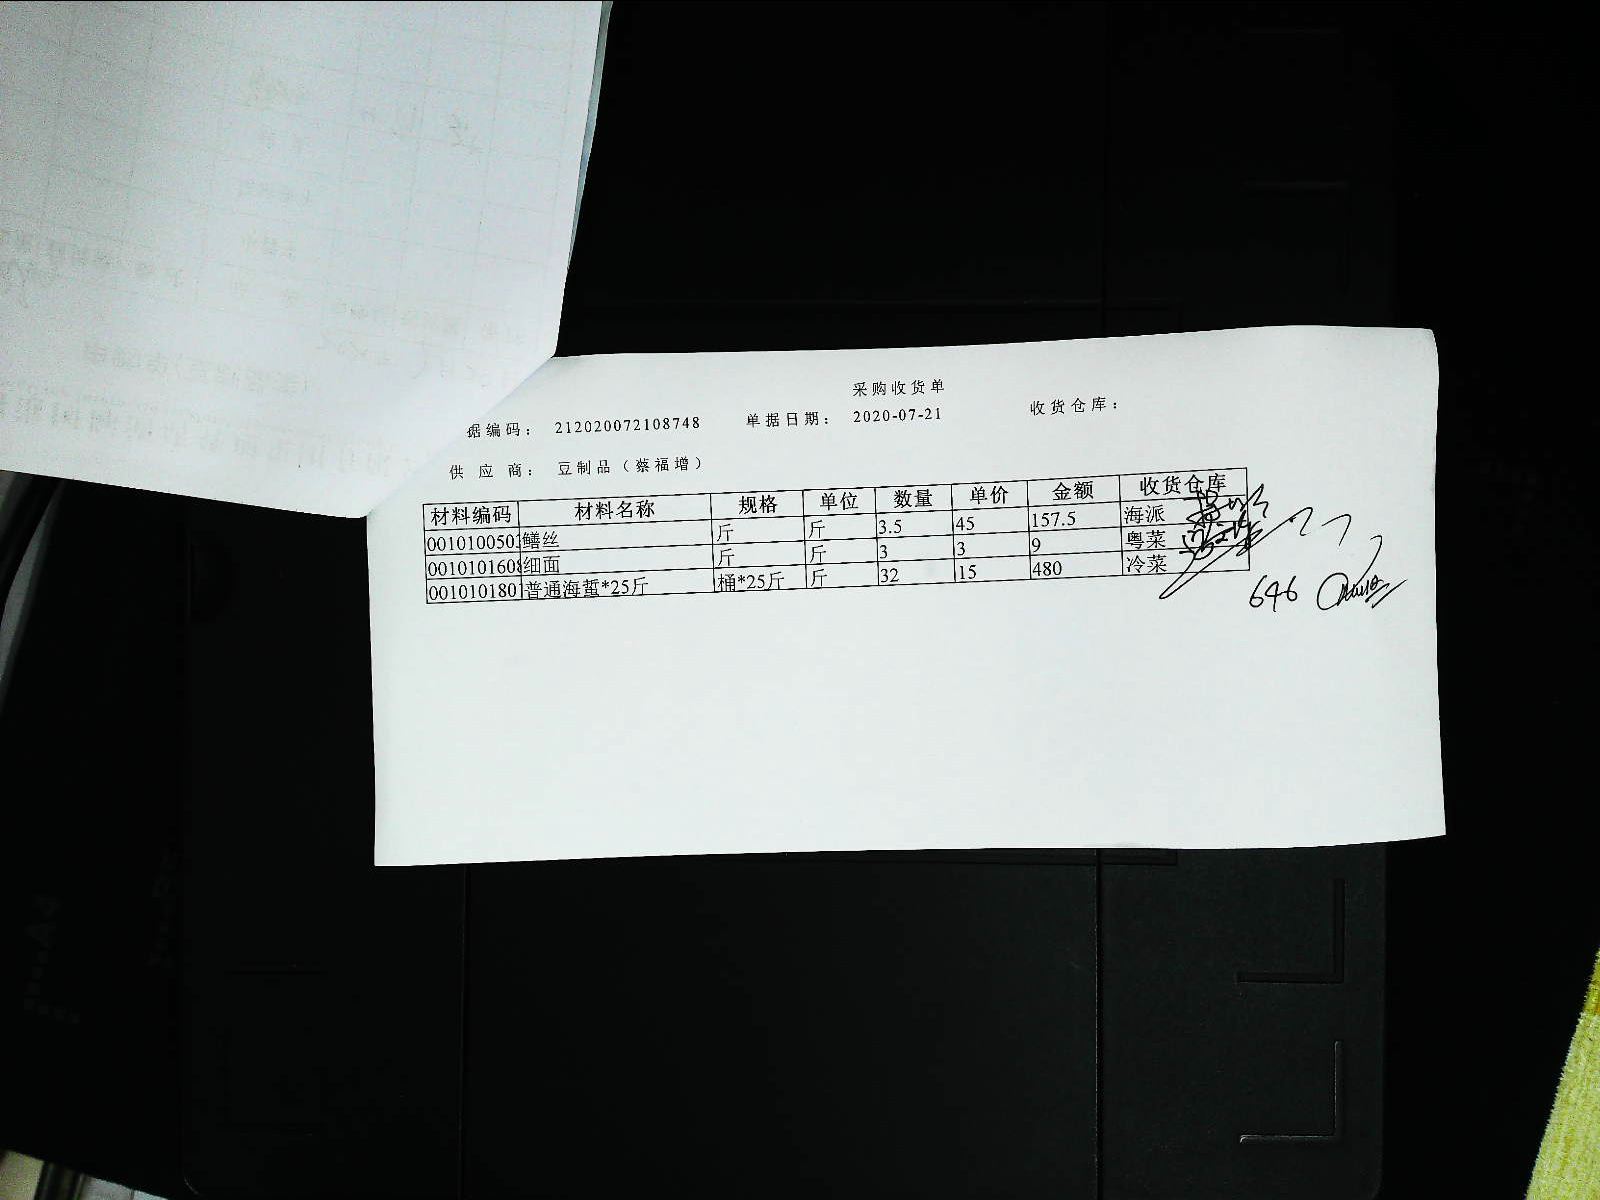 采购收货单
据编码： 212020072108748 单据日期： 2020-07-21 收货仓库：
供应商： 豆制品（蔡福增）
材料编码 材料名称 规格 单位 数量 单价 金额 收货仓库
001010050 鳝丝 斤 斤 3.5 45 157.5 海派
0010101608 细面 斤 斤 3 3 9 粤菜
001010180 普通海蜇*25斤 桶*25斤 斤 32 15 480 冷菜
646